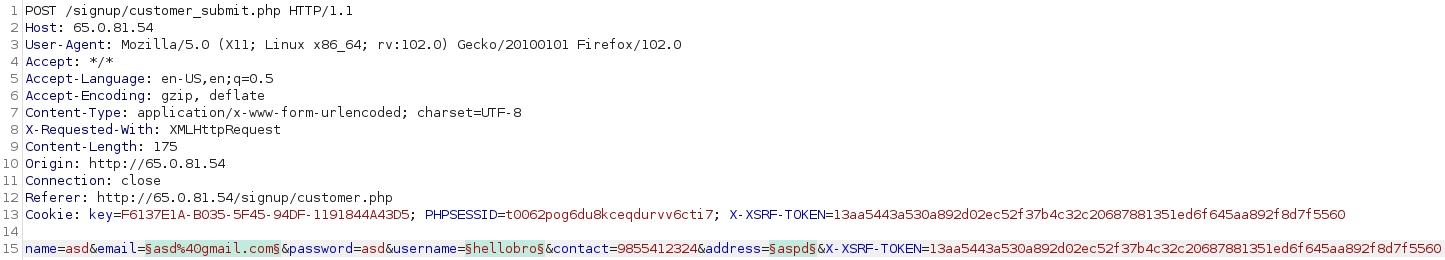 1 POST /signup/customer_submit.php HTTP/1.1
2 Host: 65.0.81.54
3 User-Agent: Mozilla/5.0 (X11; Linux x86_64; rv:102.0) Gecko/20100101 Firefox/102.0
4 Accept: */*
5 Accept-Language: en-US,en;q=0.5
6 Accept-Encoding: gzip, deflate
7 Content-Type: application/x-www-form-urlencoded; charset=UTF-8
8 X-Requested-With: XMLHttpRequest
9 Content-Length: 175
10 Origin: http://65.0.81.54
11 Connection: close
12 Referer: http://65.0.81.54/signup/customer.php
13 Cookie: key=F6137E1A-B035-5F45-94DF-1191844A43D5; PHPSESSID=t0062pog6du8kceqdurvv6cti7; X-XSRF-TOKEN=13aa5443a530a892d02ec52f37b4c32c20687881351ed6f645aa892f8d7f5560
14
15 name=asd&email=§asd%40gmail.com§&password=asd&username=§hellobro§&contact=9855412324&address=§aspd§&X-XSRF-TOKEN=13aa5443a530a892d02ec52f37b4c32c20687881351ed6f645aa892f8d7f5560